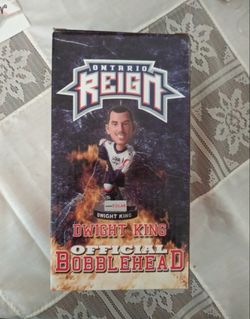 ONTARIO
REIGN
DWIGHT KING
DWIGHT KING
OFFICIAL
BOBBLEHEAD